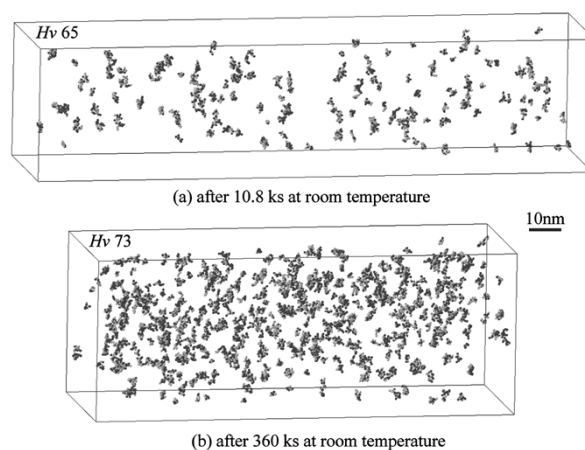 Hv 65
(a) after 10.8 ks at room temperature
10nm
Hv 73
(b) after 360 ks at room temperature